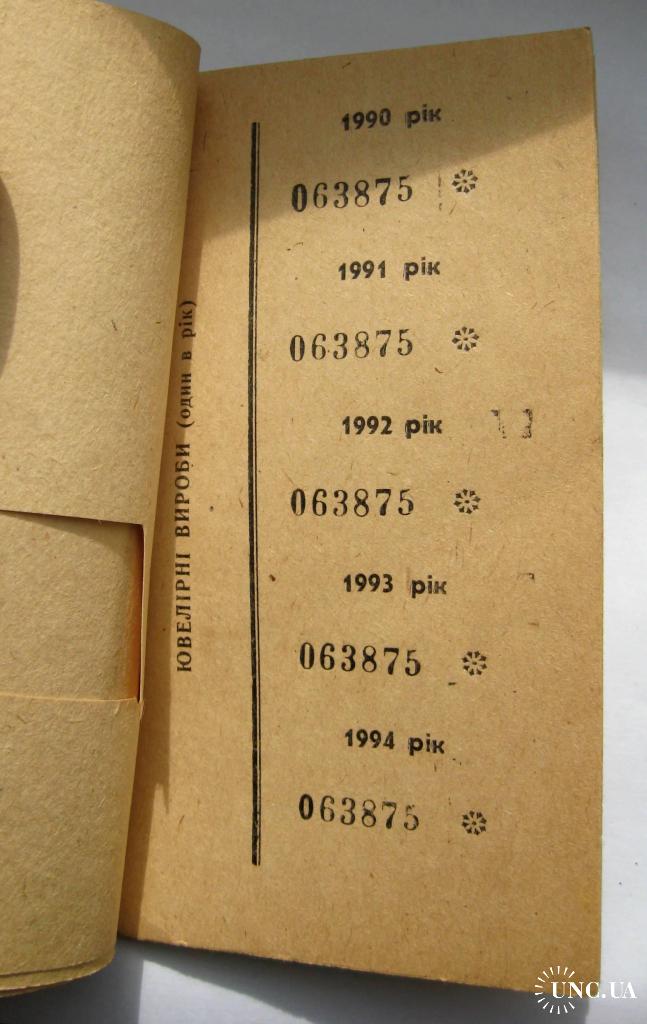 ЮВЕЛІРНІ ВИРОБИ (один в рік)
1990 рік
063875
1991 рік
063875
1992 рік
063875
1993 рік
063875
1994 рік
063875
UNC.UA